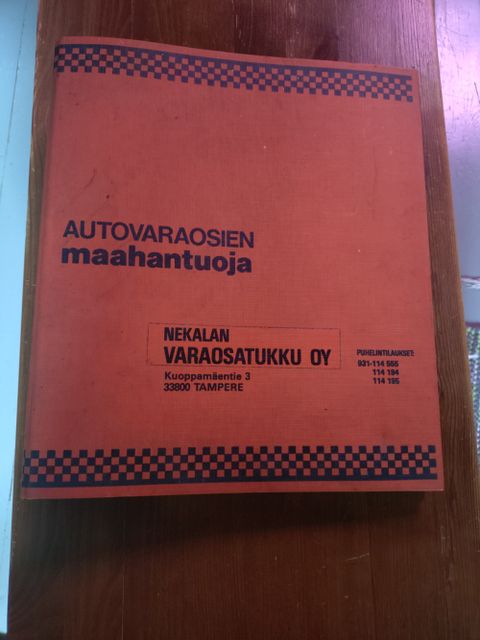 AUTOVARAOSIEN
maahantuoja
NEKALAN
VARAOSATUKKU OY
Kuoppamäentie 3
33800 TAMPERE
PUHELINTILAUKSET:
931-114 555
114 194
114 195